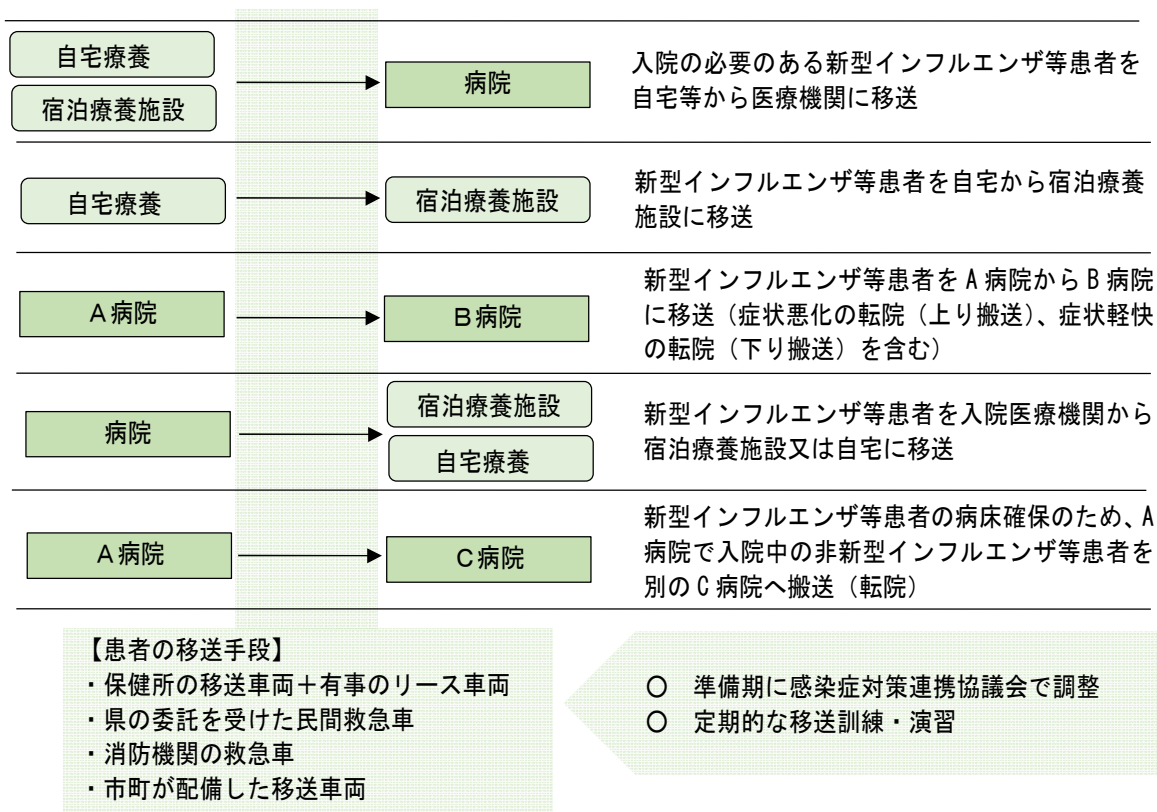 自宅療養
宿泊療養施設
病院
入院の必要のある新型インフルエンザ等患者を
自宅等から医療機関に移送
自宅療養
宿泊療養施設
新型インフルエンザ等患者を自宅から宿泊療養
施設に移送
A病院
B病院
新型インフルエンザ等患者をA病院からB病院
に移送（症状悪化の転院（上り搬送）、症状軽快
の転院（下り搬送）を含む）
病院
宿泊療養施設
自宅療養
新型インフルエンザ等患者を入院医療機関から
宿泊療養施設又は自宅に移送
A病院
C病院
新型インフルエンザ等患者の病床確保のため、A
病院で入院中の非新型インフルエンザ等患者を
別のC病院へ搬送（転院）
【患者の移送手段】
・保健所の移送車両＋有事のリース車両
・県の委託を受けた民間救急車
・消防機関の救急車
・市町が配備した移送車両
〇 準備期に感染症対策連携協議会で調整
〇 定期的な移送訓練・演習